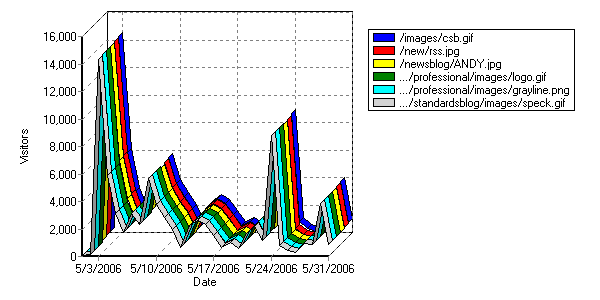 16,000
14,000
12,000
10,000
8,000
6,000
4,000
2,000
0
Visitors
5/3/2006 5/10/2006 5/17/2006 5/24/2006 5/31/2006
Date
/images/csb.gif
/new/rss.jpg
/newsblog/ANDY.jpg
.../professional/images/logo.gif
.../professional/images/grayline.png
.../standardsblog/images/speck.gif